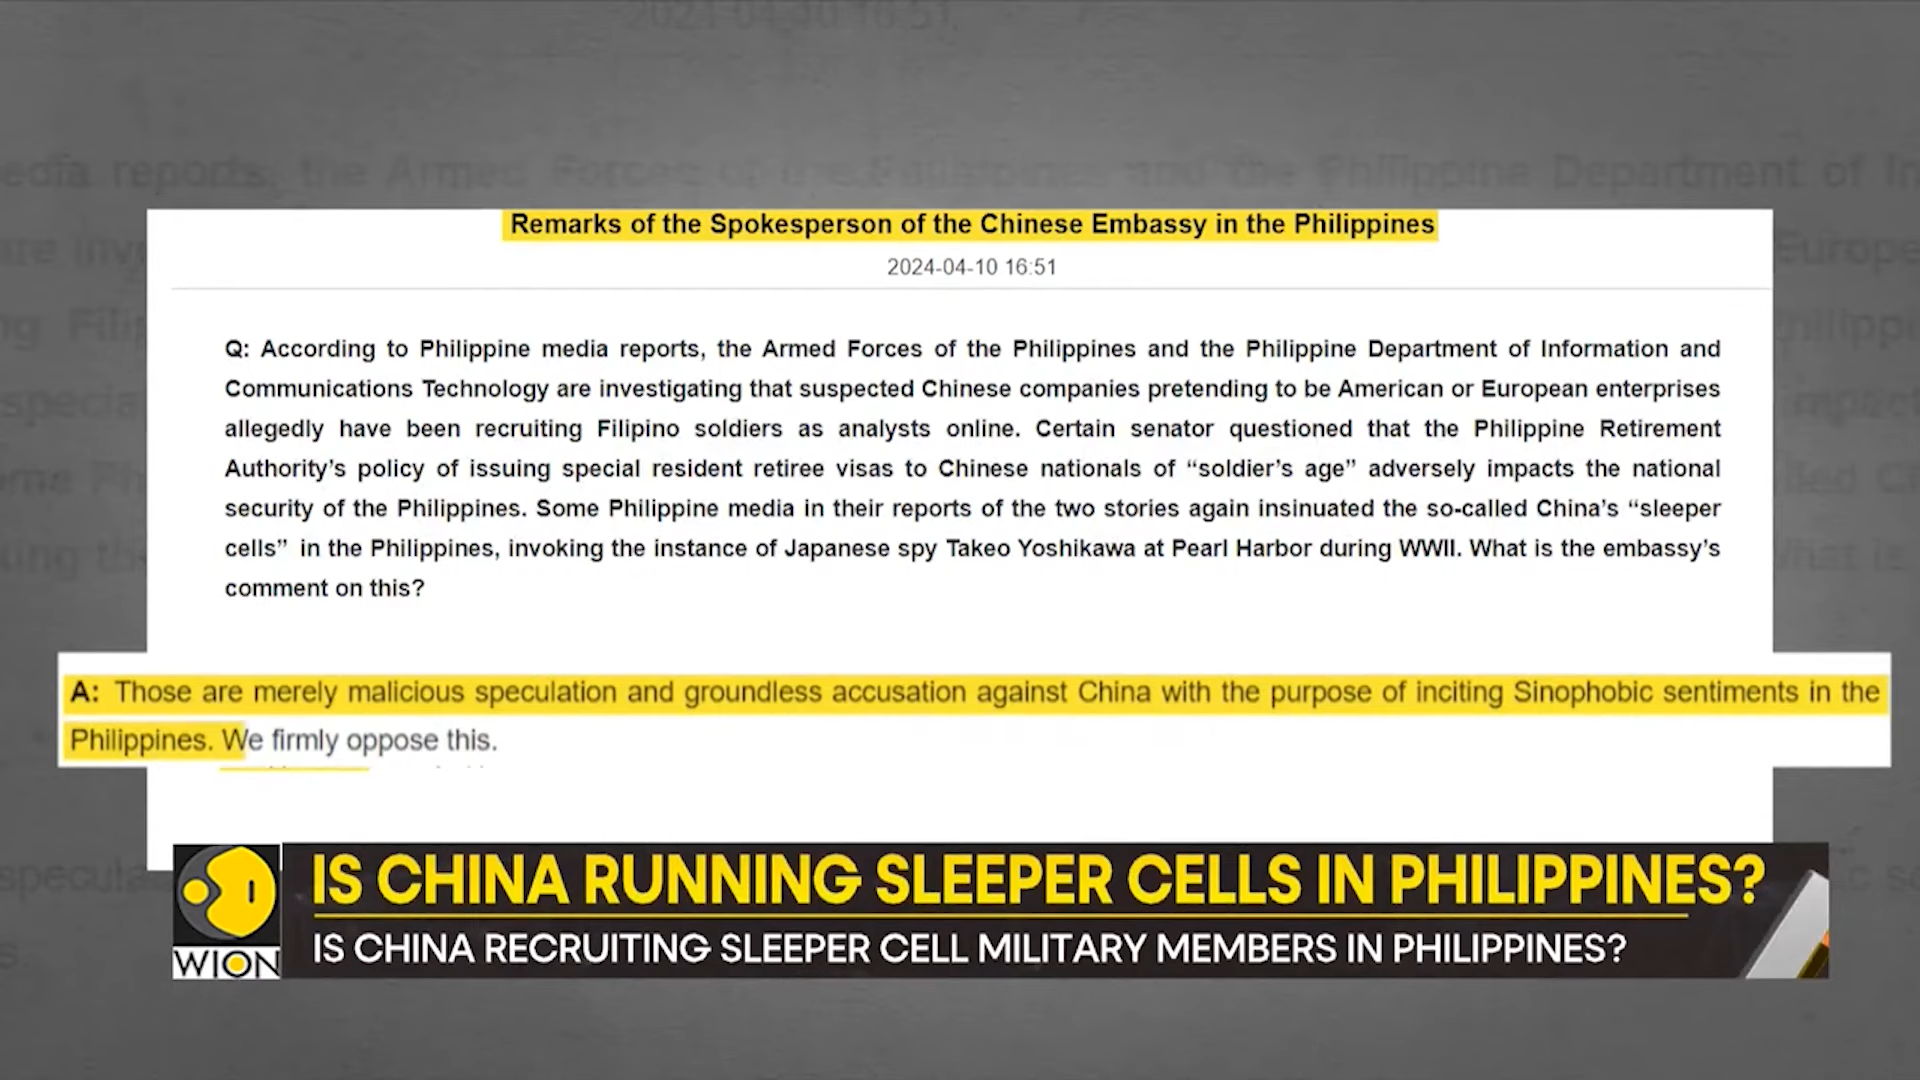 2021-04-10 16:51
Remarks of the Spokesperson of the Chinese Embassy in the Philippines
2024-04-10 16:51
Q: According to Philippine media reports, the Armed Forces of the Philippines and the Philippine Department of Information and
Communications Technology are investigating that suspected Chinese companies pretending to be American or European enterprises
allegedly have been recruiting Filipino soldiers as analysts online. Certain senator questioned that the Philippine Retirement
Authority's policy of issuing special resident retiree visas to Chinese nationals of “soldier's age” adversely impacts the national
security of the Philippines. Some Philippine media in their reports of the two stories again insinuated the so-called China's “sleeper
cells” in the Philippines, invoking the instance of Japanese spy Takeo Yoshikawa at Pearl Harbor during WWII. What is the embassy's
comment on this?
A: Those are merely malicious speculation and groundless accusation against China with the purpose of inciting Sinophobic sentiments in the
Philippines. We firmly oppose this.
IS CHINA RUNNING SLEEPER CELLS IN PHILIPPINES?
IS CHINA RECRUITING SLEEPER CELL MILITARY MEMBERS IN PHILIPPINES?
WION